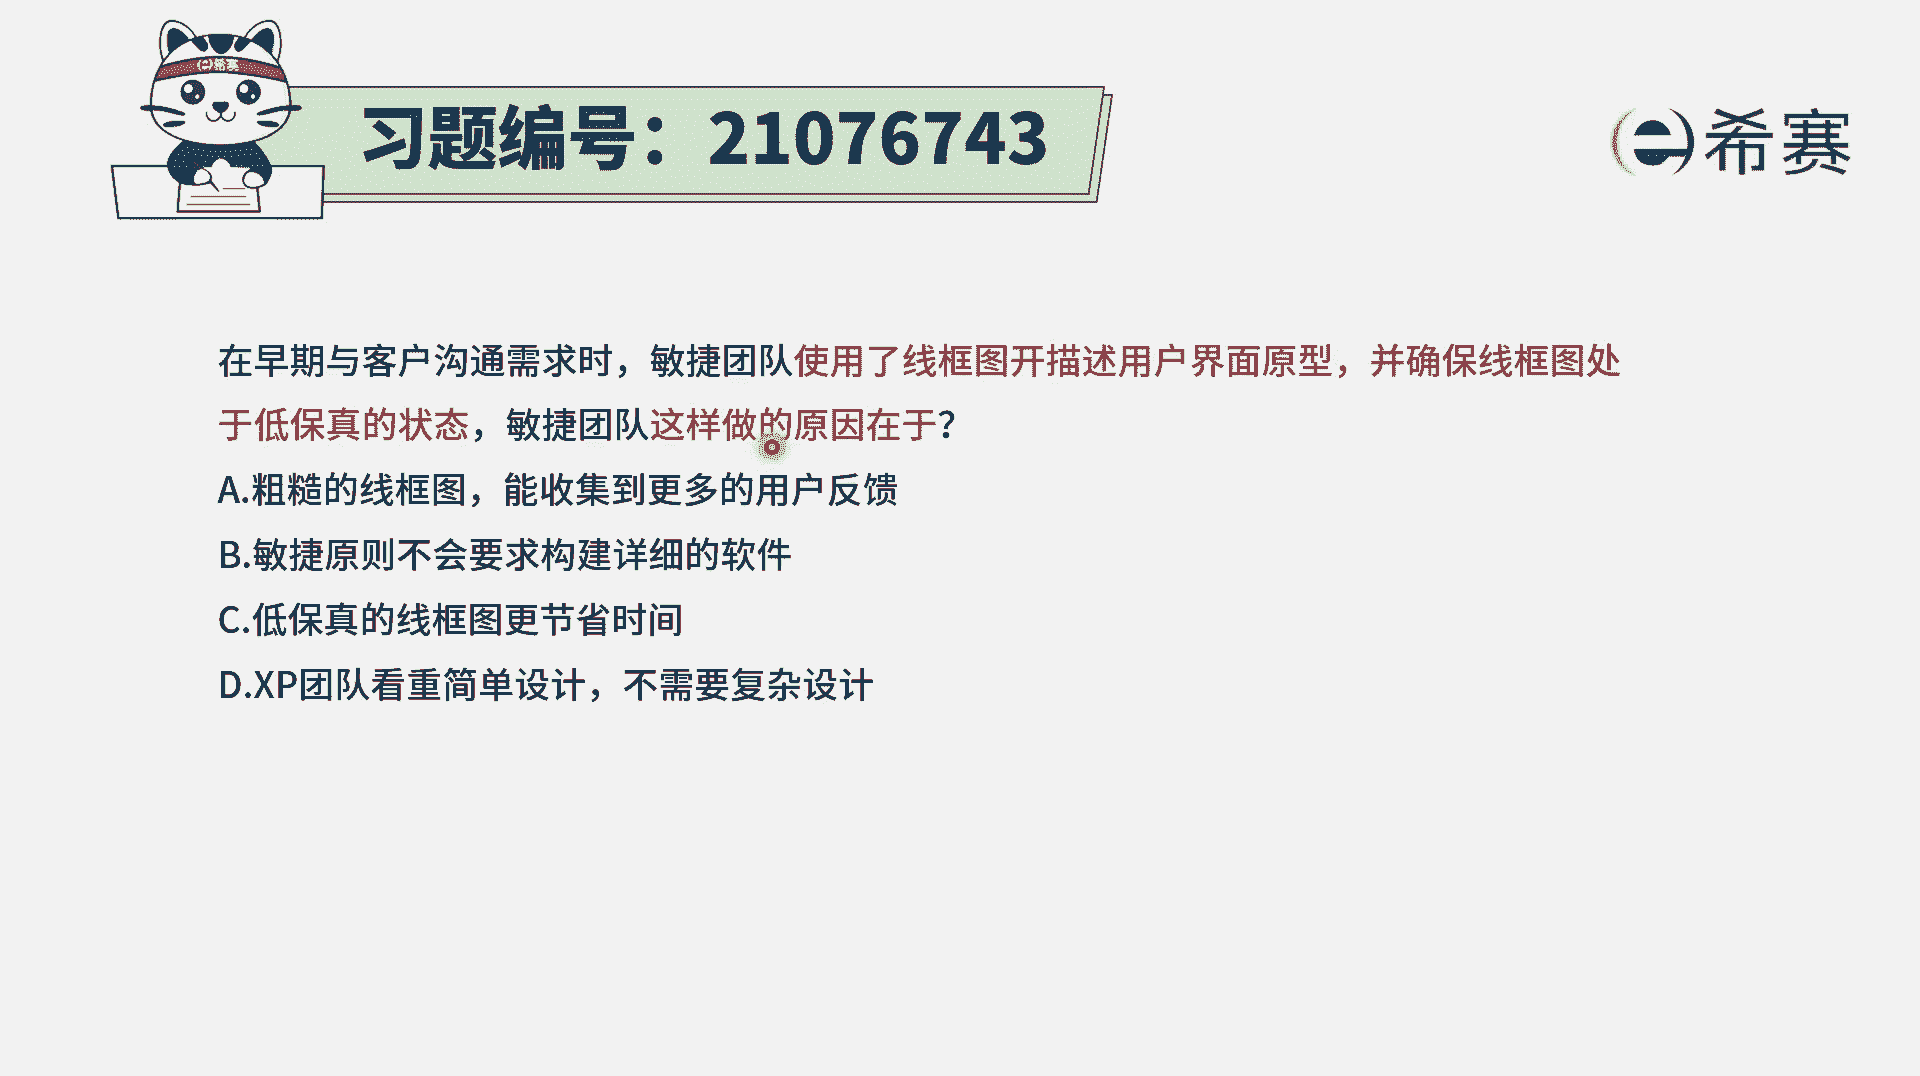 e希赛
习题编号：21076743
e希赛
在早期与客户沟通需求时，敏捷团队使用了线框图开描述用户界面原型，并确保线框图处
于低保真的状态，敏捷团队这样做的原因在于？
A.粗糙的线框图，能收集到更多的用户反馈
B.敏捷原则不会要求构建详细的软件
C.低保真的线框图更节省时间
D.XP团队看重简单设计，不需要复杂设计